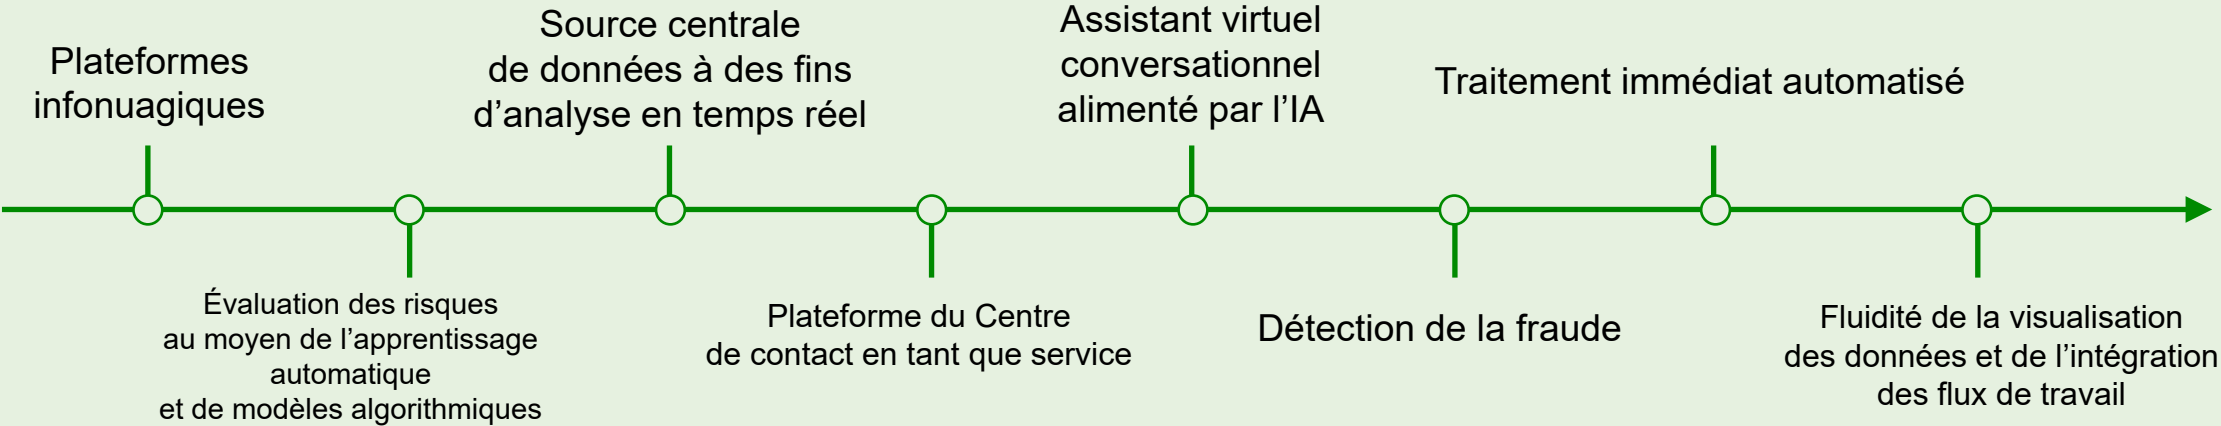 Plateformes
infonuagiques
Évaluation des risques
au moyen de l’apprentissage
automatique
et de modèles algorithmiques
Source centrale
de données à des fins
d’analyse en temps réel
Plateforme du Centre
de contact en tant que service
Assistant virtuel
conversationnel
alimenté par l’IA
Détection de la fraude
Traitement immédiat automatisé
Fluidité de la visualisation
des données et de l’intégration
des flux de travail